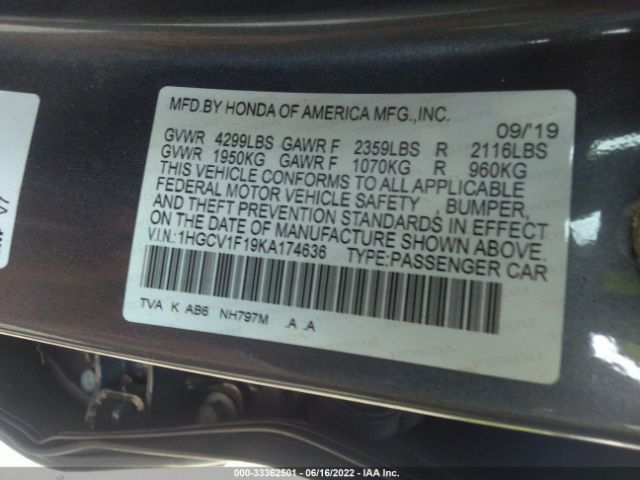 MFD.BY HONDA OF AMERICA MFG.,INC.
09/'19
GVWR 4299LBS GAWR F 2359LBS R 2116LBS
GVWR 1950KG GAWR F 1070KG R 960KG
THIS VEHICLE CONFORMS TO ALL APPLICABLE
FEDERAL MOTOR VEHICLE SAFETY , BUMPER,
AND THEFT PREVENTION STANDARDS IN EFFECT
ON THE DATE OF MANUFACTURE SHOWN ABOVE.
V.I.N.:1HGCV1F19KA174636 TYPE:PASSENGER CAR
TVA K AB6 NH797M .A .A
000-33362501 - 06/16/2022 - IAA Inc.